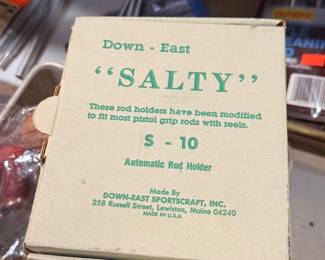 Down - East
"SALTY"
These rod holders have been modified
to fit most pistol grip rods with reels.
S - 10
Automatic Rod Holder
Made By
DOWN-EAST SPORTSCRAFT, INC.
258 Russell Street, Lewiston, Maine 04240
MADE IN U.S.A.